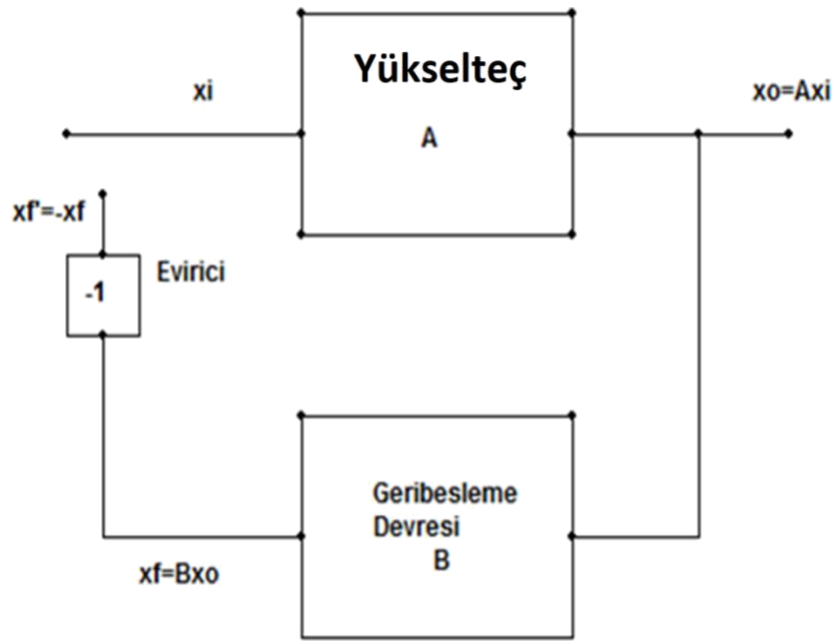 Yükselteç
xi
xo=Axi
A
xf'=-xf
Evirici
-1
Geribesleme
Devresi
B
xf=Bxo